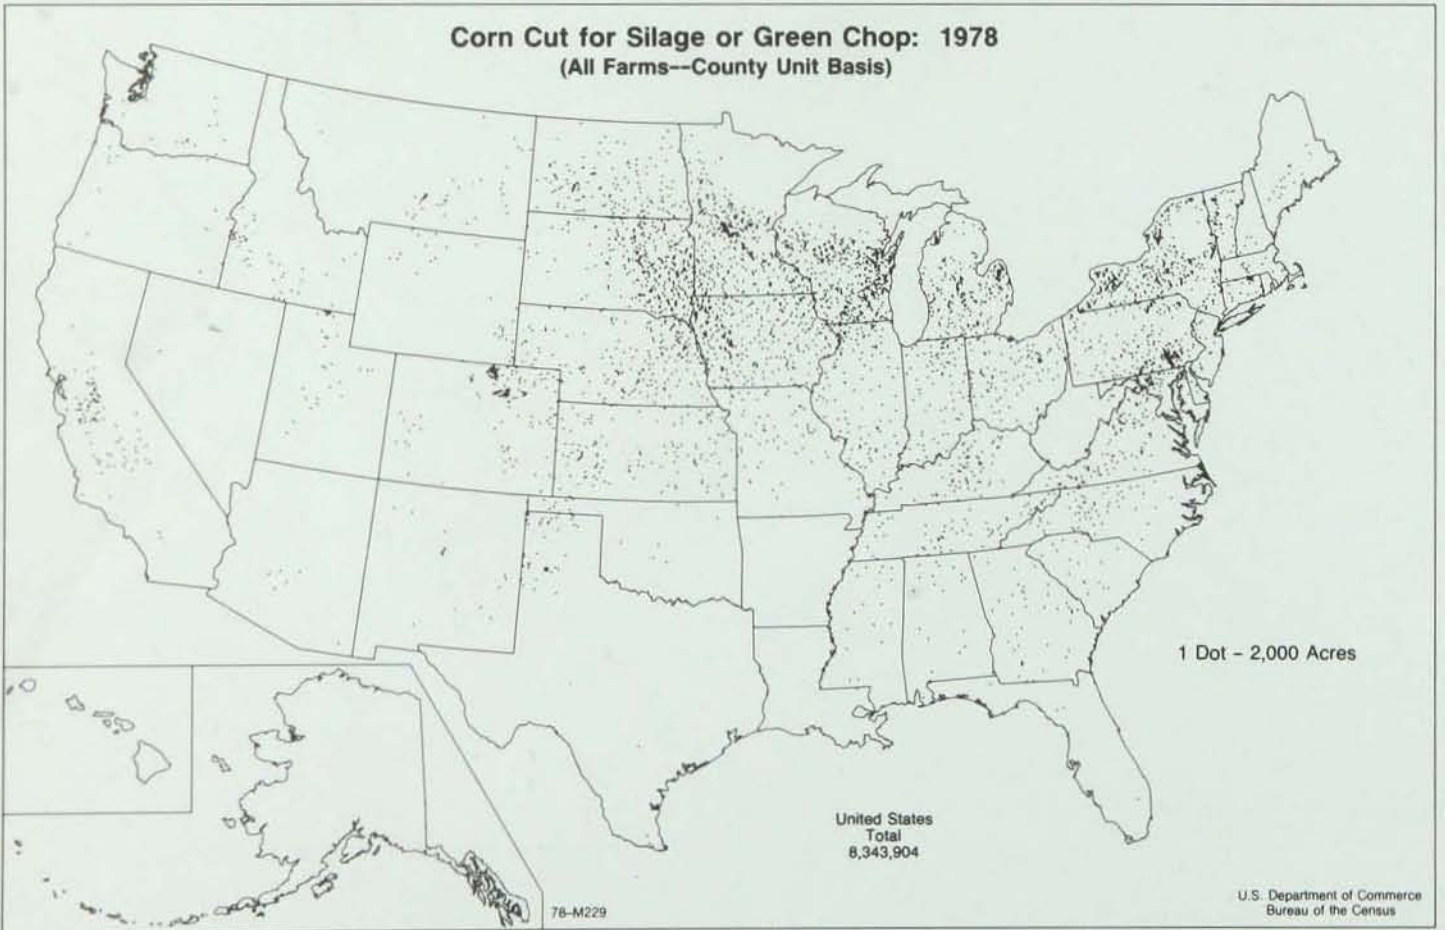 Corn Cut for Silage or Green Chop: 1978
(All Farms--County Unit Basis)
1 Dot - 2,000 Acres
United States
Total
8,343,904
78-M229
U.S. Department of Commerce
Bureau of the Census